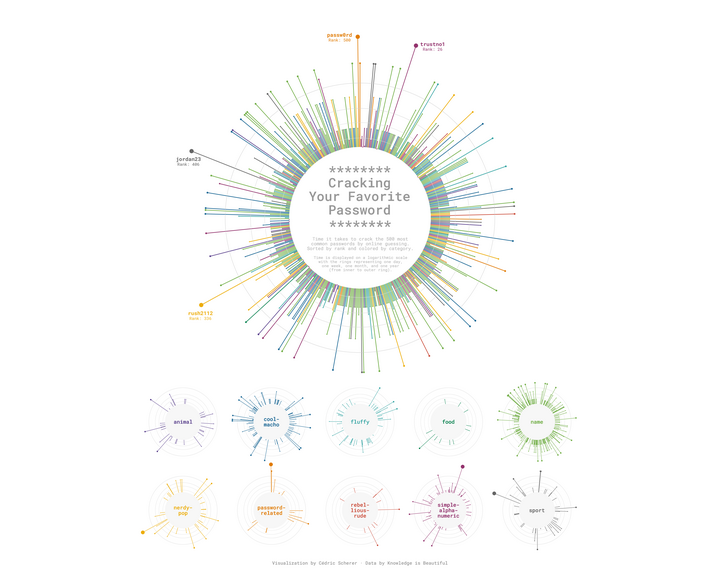 passw0rd
Rank: 500
trustno1
Rank: 26
jordan23
Rank: 406
********
Cracking
Your Favorite
Password
********
Time it takes to crack the 500 most
common passwords by online guessing.
Sorted by rank and colored by category.
Time is displayed on a logarithmic scale
with the rings representing one day,
one week, one month, and one year
(from inner to outer ring)
rush2112
Rank:
animal
cool-
macho
fluffy
food
name
nerdy-
pop
password-
related
rebel-
lious-
rude
simple-
alpha-
numeric
sport
Visualization by Cédric Scherer · Data by Knowledge is Beautiful